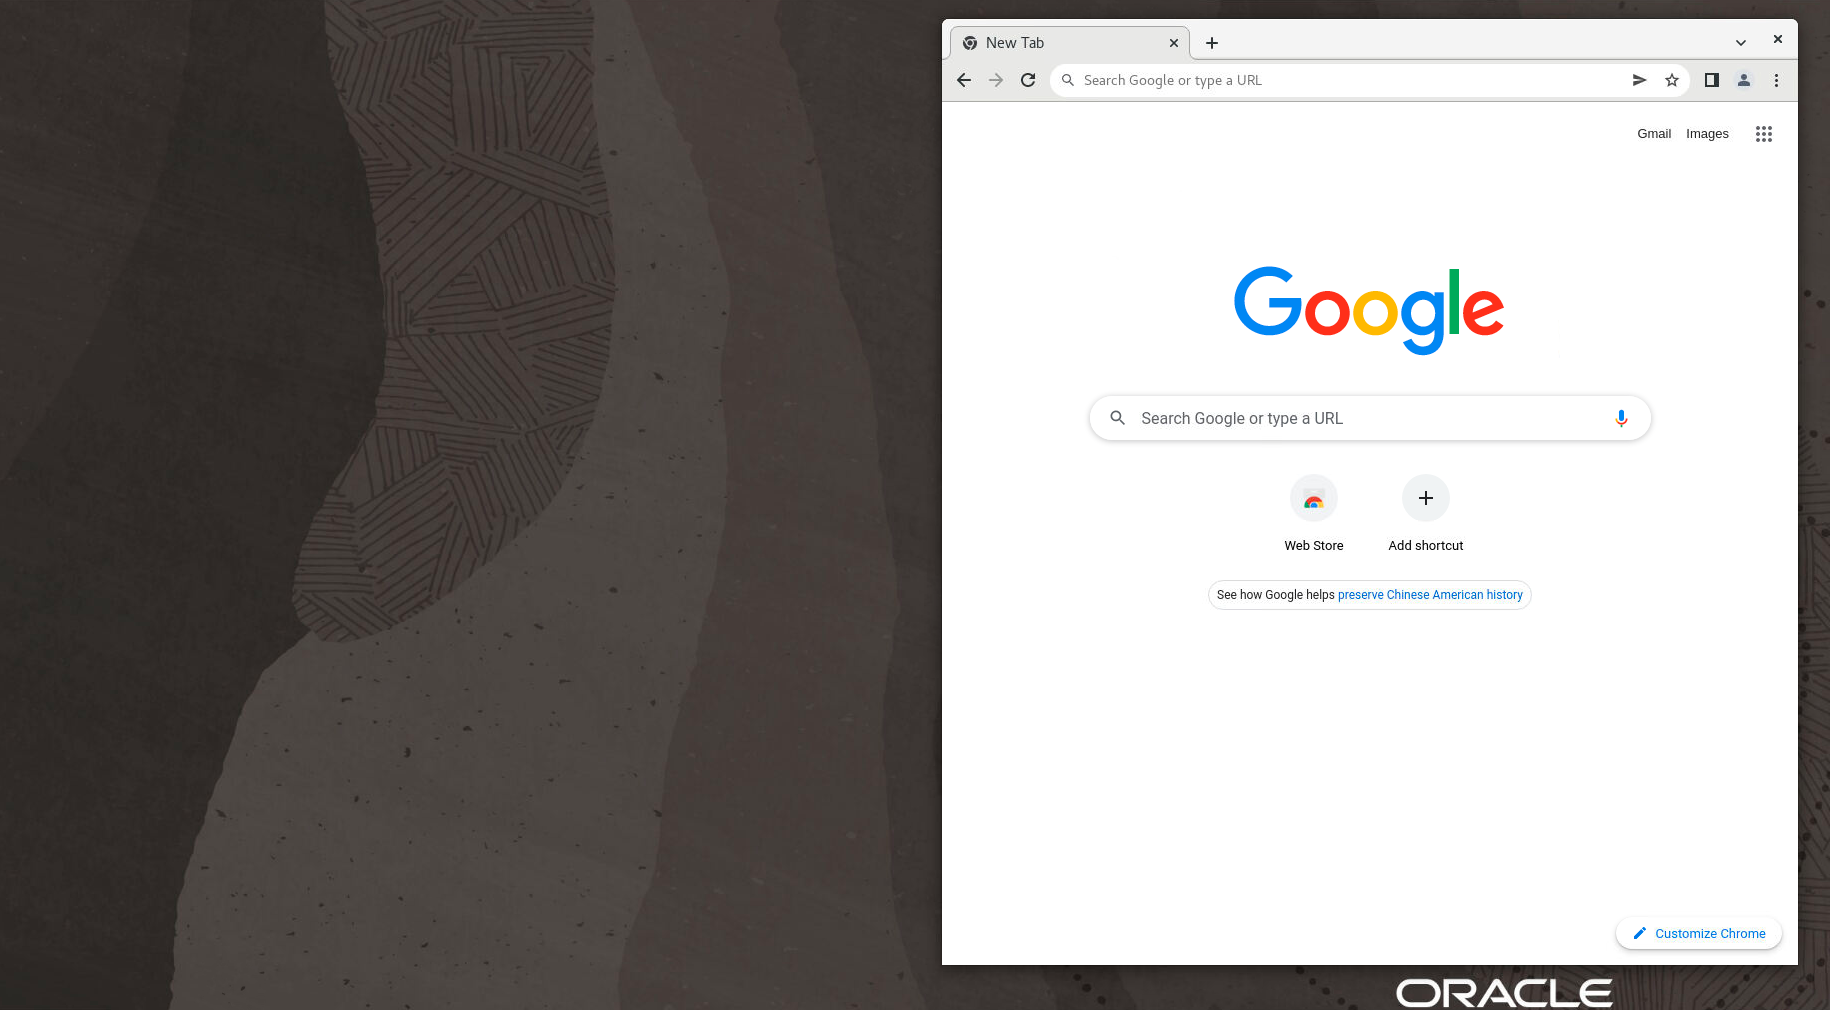 New Tab
Search Google or type a URL
Gmail Images
Google
Search Google or type a URL
Web Store Add shortcut
See how Google helps preserve Chinese American history
Customize Chrome
ORACLE